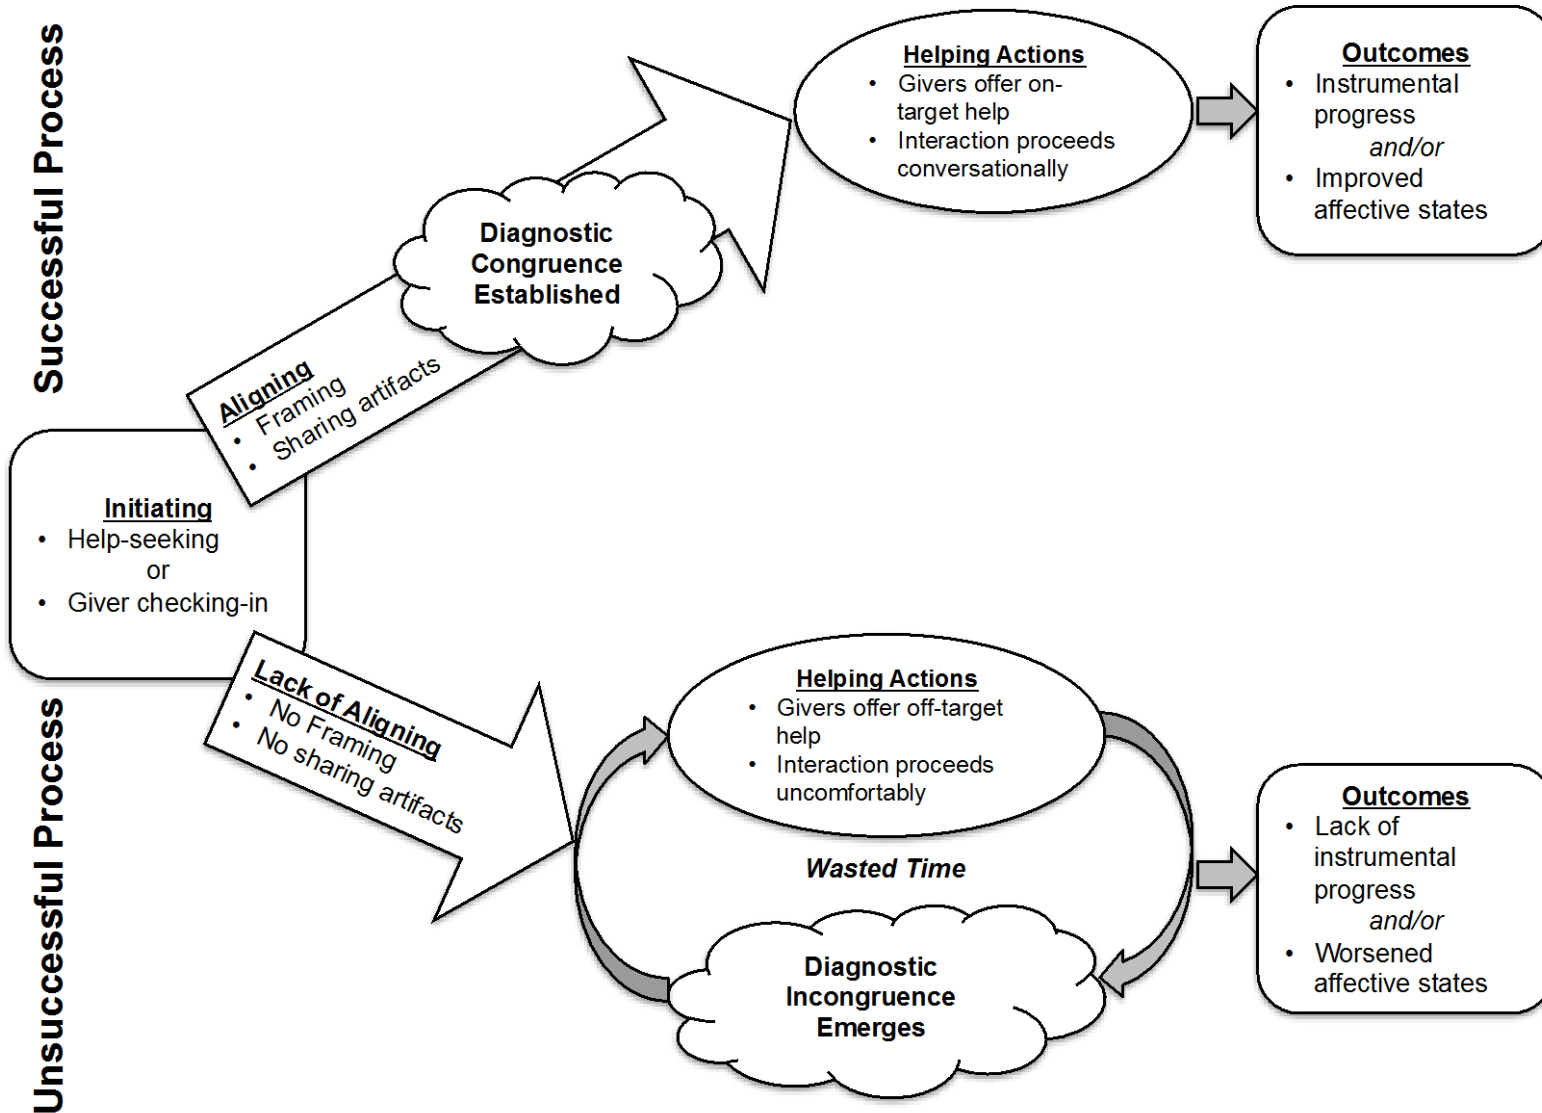 Successful Process
Helping Actions
• Givers offer on-
target help
• Interaction proceeds
conversationally
Outcomes
• Instrumental
progress
and/or
• Improved
affective states
Diagnostic
Congruence
Established
Aligning
• Framing
• Sharing artifacts
Initiating
• Help-seeking
or
• Giver checking-in
Unsuccessful Process
Lack of Aligning
• No Framing
• No sharing artifacts
Helping Actions
• Givers offer off-target
help
• Interaction proceeds
uncomfortably
Wasted Time
Diagnostic
Incongruence
Emerges
Outcomes
• Lack of
instrumental
progress
and/or
• Worsened
affective states